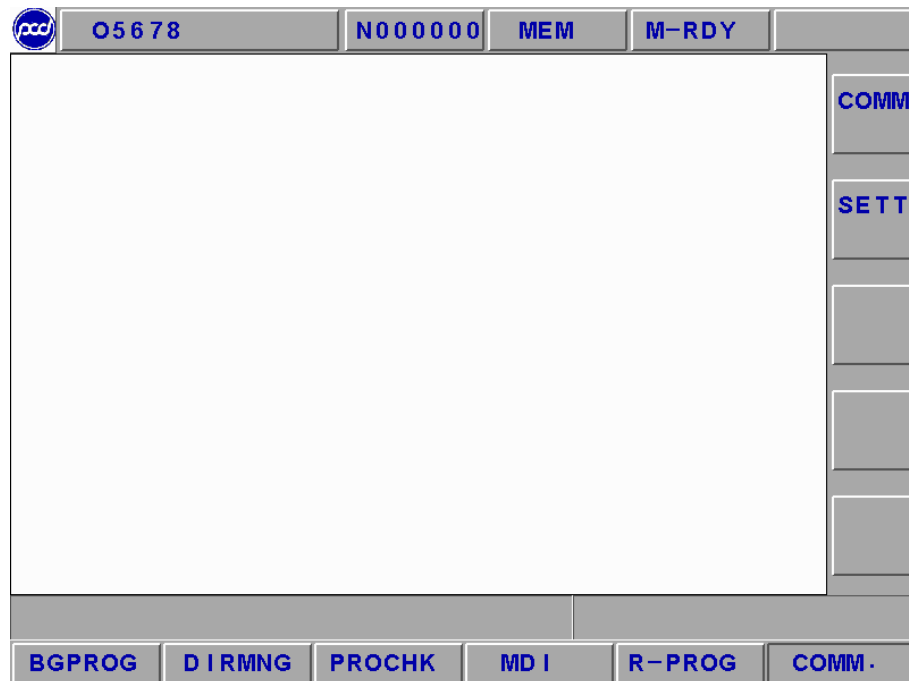 pcd O5678 N000000 MEM M-RDY
COMM
SETT
BGPROG DIRMNG PROCHK MDI R-PROG COMM.